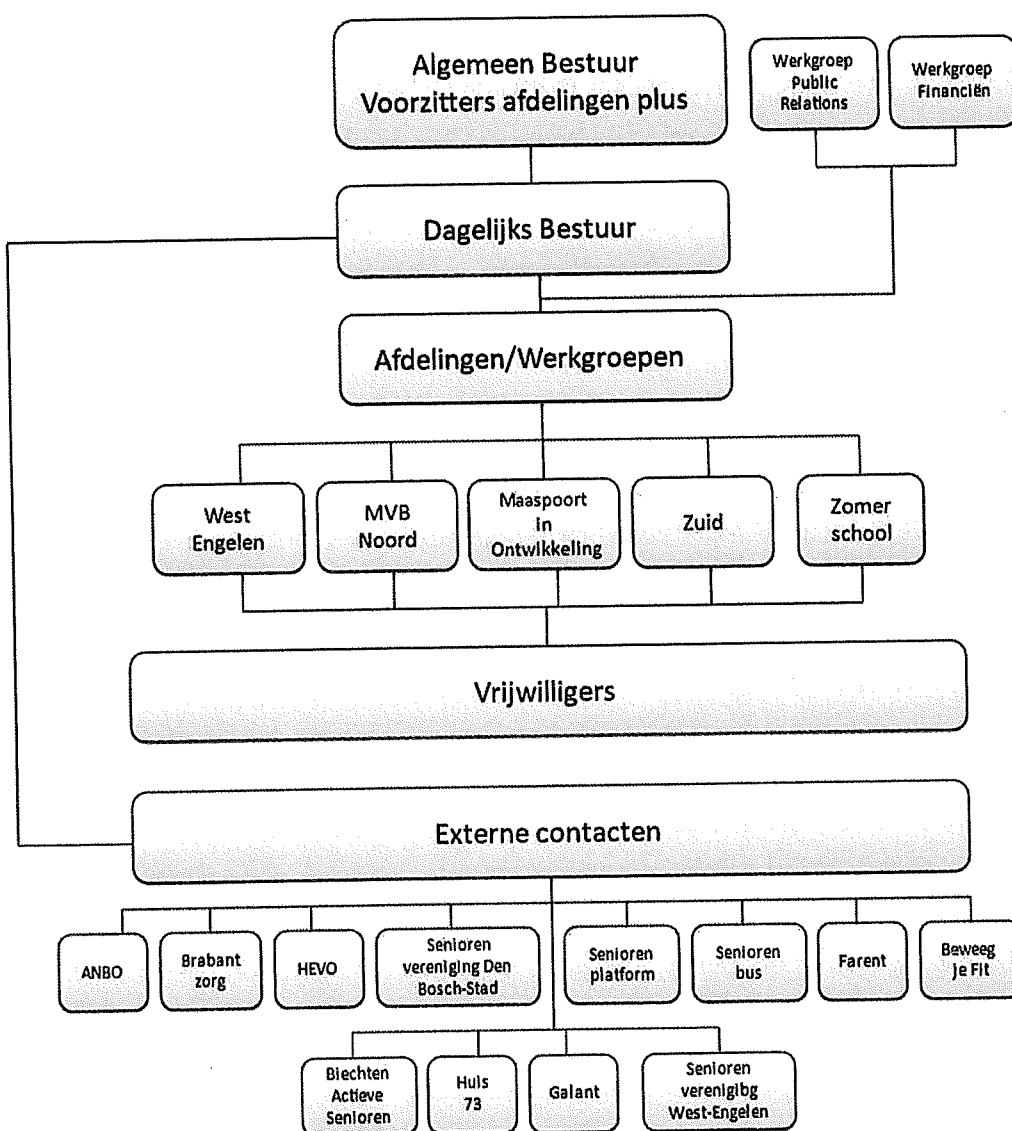 Algemeen Bestuur
Voorzitters afdelingen plus
Werkgroep
Public
Relations
Werkgroep
Financiën
Dagelijks Bestuur
Afdelingen/Werkgroepen
West
Engelen
MVB
Noord
Maaspoort
in
Ontwikkeling
Zuid
Zomer
school
Vrijwilligers
Externe contacten
ANBO
Brabant
zorg
HEVO
Senioren
vereniging Den
Bosch-Stad
Senioren
platform
Senioren
bus
Farent
Beweeg
je Fit
Biechten
Actieve
Senioren
Huis
73
Galant
Senioren
verenigibg
West-Engelen